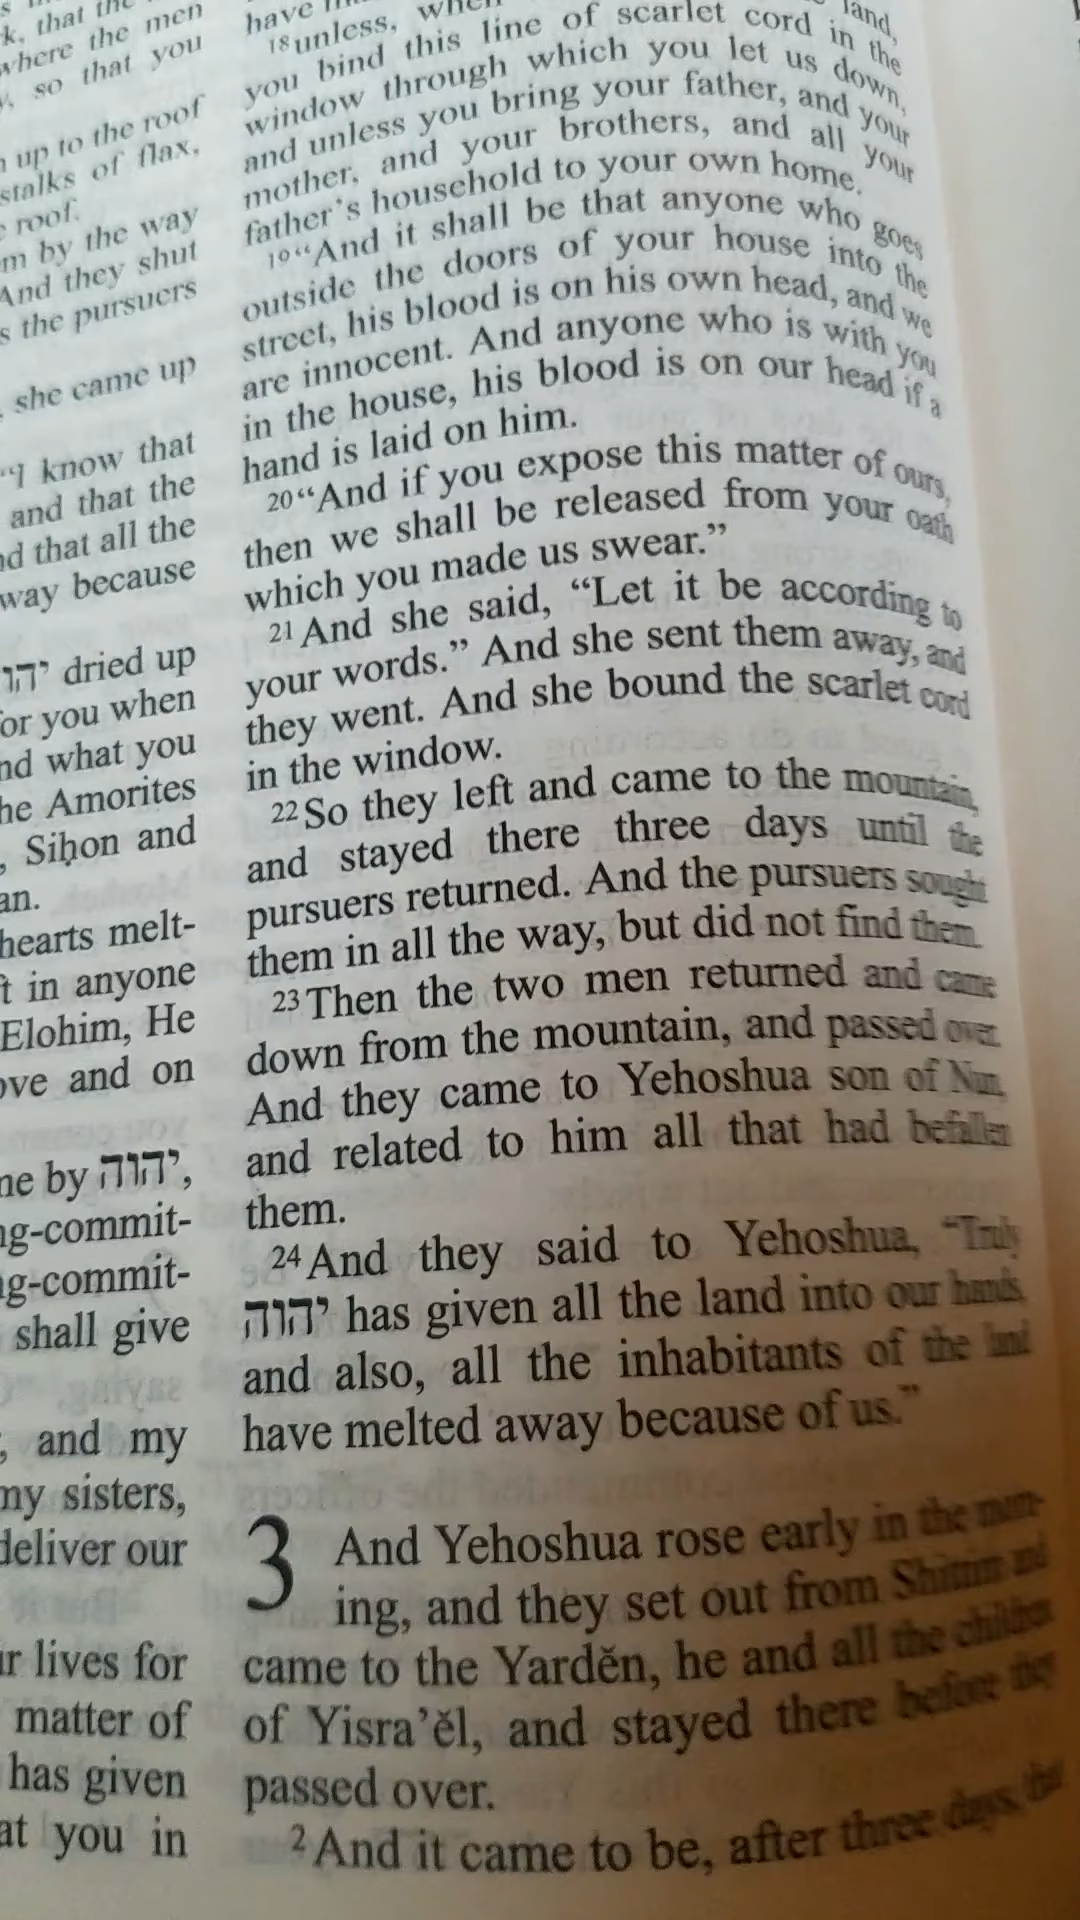 k, that the
where the men
so that you
up to the roof
stalks of flax,
roof.
m by the way
And they shut
s the pursuers
she came up
“I know that
and that the
nd that all the
way because
dried up
or you when
nd what you
he Amorites
, Siḥon and
an.
hearts melt-
t in anyone
Elohim, He
ove and on
me by יהוה,
ng-commit-
ng-commit-
shall give
, and my
my sisters,
deliver our
ur lives for
matter of
has given
at you in
have
land,
18 unless, when
you bind this line of scarlet cord in the
window through which you let us down,
and unless you bring your father, and your
mother, and your brothers, and all your
father’s household to your own home.
19 “And it shall be that anyone who goes
outside the doors of your house into the
street, his blood is on his own head, and we
are innocent. And anyone who is with you
in the house, his blood is on our head if a
hand is laid on him.
20 “And if you expose this matter of ours,
then we shall be released from your oath
which you made us swear.”
21 And she said, “Let it be according to
your words.” And she sent them away, and
they went. And she bound the scarlet cord
in the window.
22 So they left and came to the mountain,
and stayed there three days until the
pursuers returned. And the pursuers sought
them in all the way, but did not find them.
23 Then the two men returned and came
down from the mountain, and passed over.
And they came to Yehoshua son of Nun,
and related to him all that had befallen
them.
24 And they said to Yehoshua, “Truly
יהוה has given all the land into our hands,
and also, all the inhabitants of the land
have melted away because of us.”
3 And Yehoshua rose early in the morn-
ing, and they set out from Shittim and
came to the Yardĕn, he and all the children
of Yisra’ĕl, and stayed there before they
passed over.
2 And it came to be, after three days, that